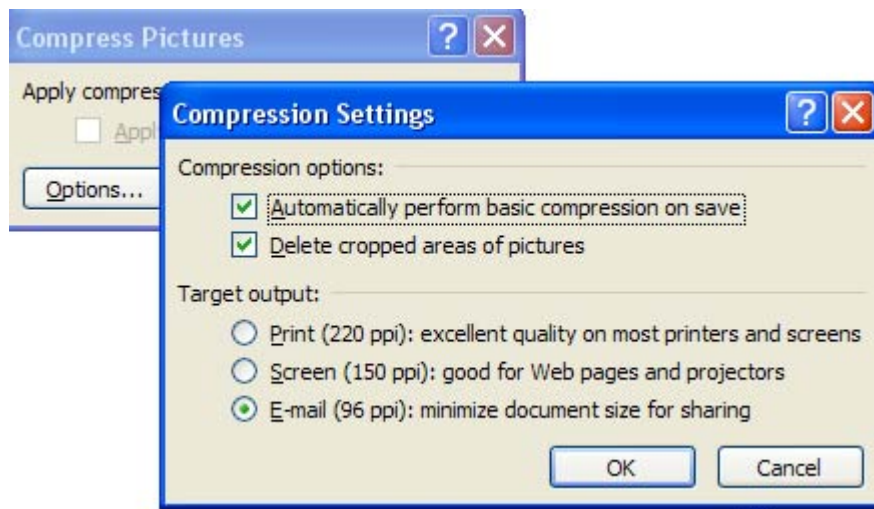 Compress Pictures
Apply compres
Appl
Options...
Compression Settings
Compression options:
Automatically perform basic compression on save
Delete cropped areas of pictures
Target output:
Print (220 ppi): excellent quality on most printers and screens
Screen (150 ppi): good for Web pages and projectors
E-mail (96 ppi): minimize document size for sharing
OK Cancel